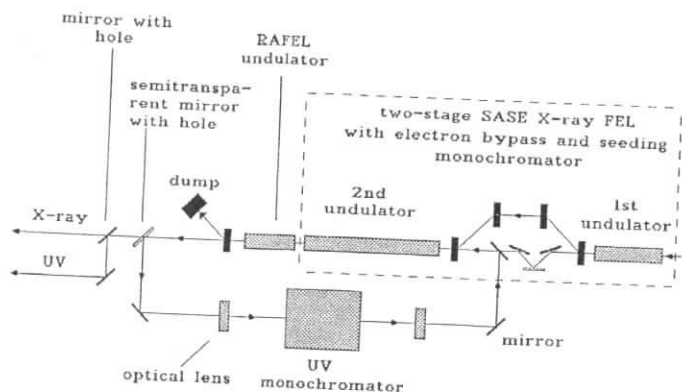 mirror with
hole
RAFEL
undulator
semitranspa-
rent mirror
with hole
two-stage SASE X-ray FEL
with electron bypass and seeding
monochromator
dump
2nd
undulator
1st
undulator
X-ray
UV
mirror
optical lens
UV
monochromator